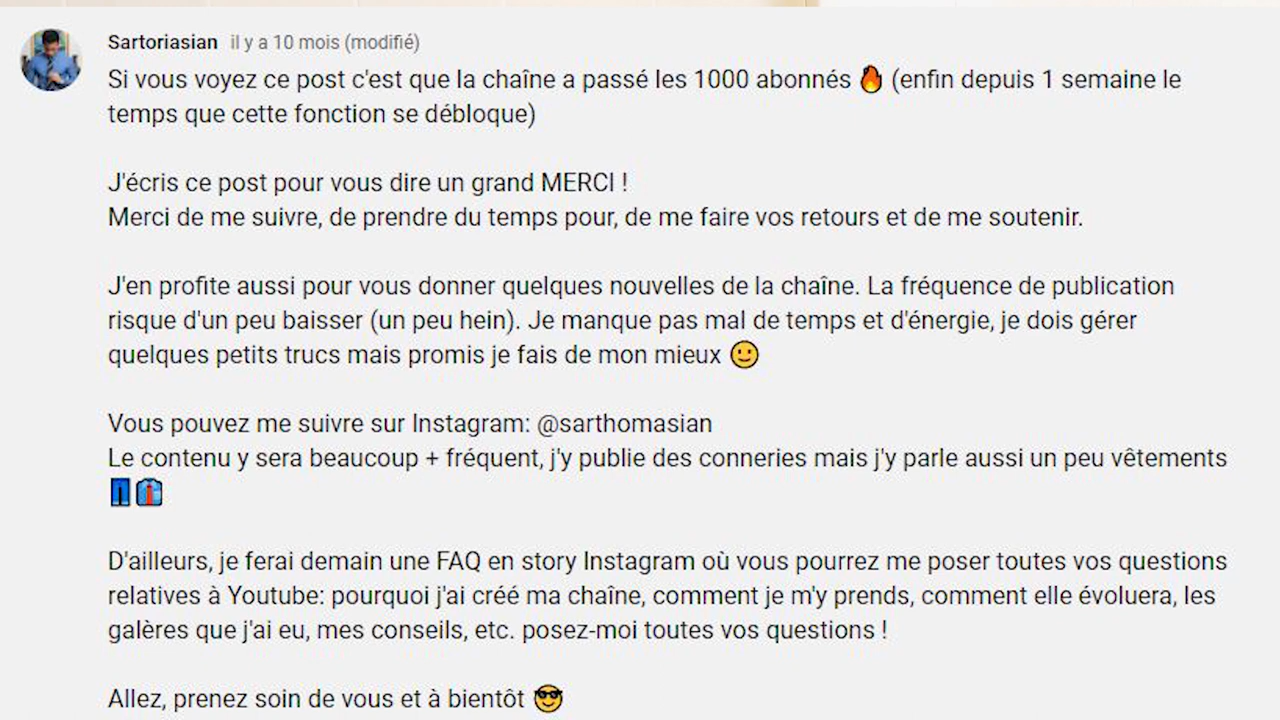 Sartoriasian il y a 10 mois (modifié)
Si vous voyez ce post c'est que la chaîne a passé les 1000 abonnés 🔥 (enfin depuis 1 semaine le
temps que cette fonction se débloque)
J'écris ce post pour vous dire un grand MERCI !
Merci de me suivre, de prendre du temps pour, de me faire vos retours et de me soutenir.
J'en profite aussi pour vous donner quelques nouvelles de la chaîne. La fréquence de publication
risque d'un peu baisser (un peu hein). Je manque pas mal de temps et d'énergie, je dois gérer
quelques petits trucs mais promis je fais de mon mieux 🙂
Vous pouvez me suivre sur Instagram: @sarthomasian
Le contenu y sera beaucoup + fréquent, j'y publie des conneries mais j'y parle aussi un peu vêtements
👖👔
D'ailleurs, je ferai demain une FAQ en story Instagram où vous pourrez me poser toutes vos questions
relatives à Youtube: pourquoi j'ai créé ma chaîne, comment je m'y prends, comment elle évoluera, les
galères que j'ai eu, mes conseils, etc. posez-moi toutes vos questions !
Allez, prenez soin de vous et à bientôt 😎